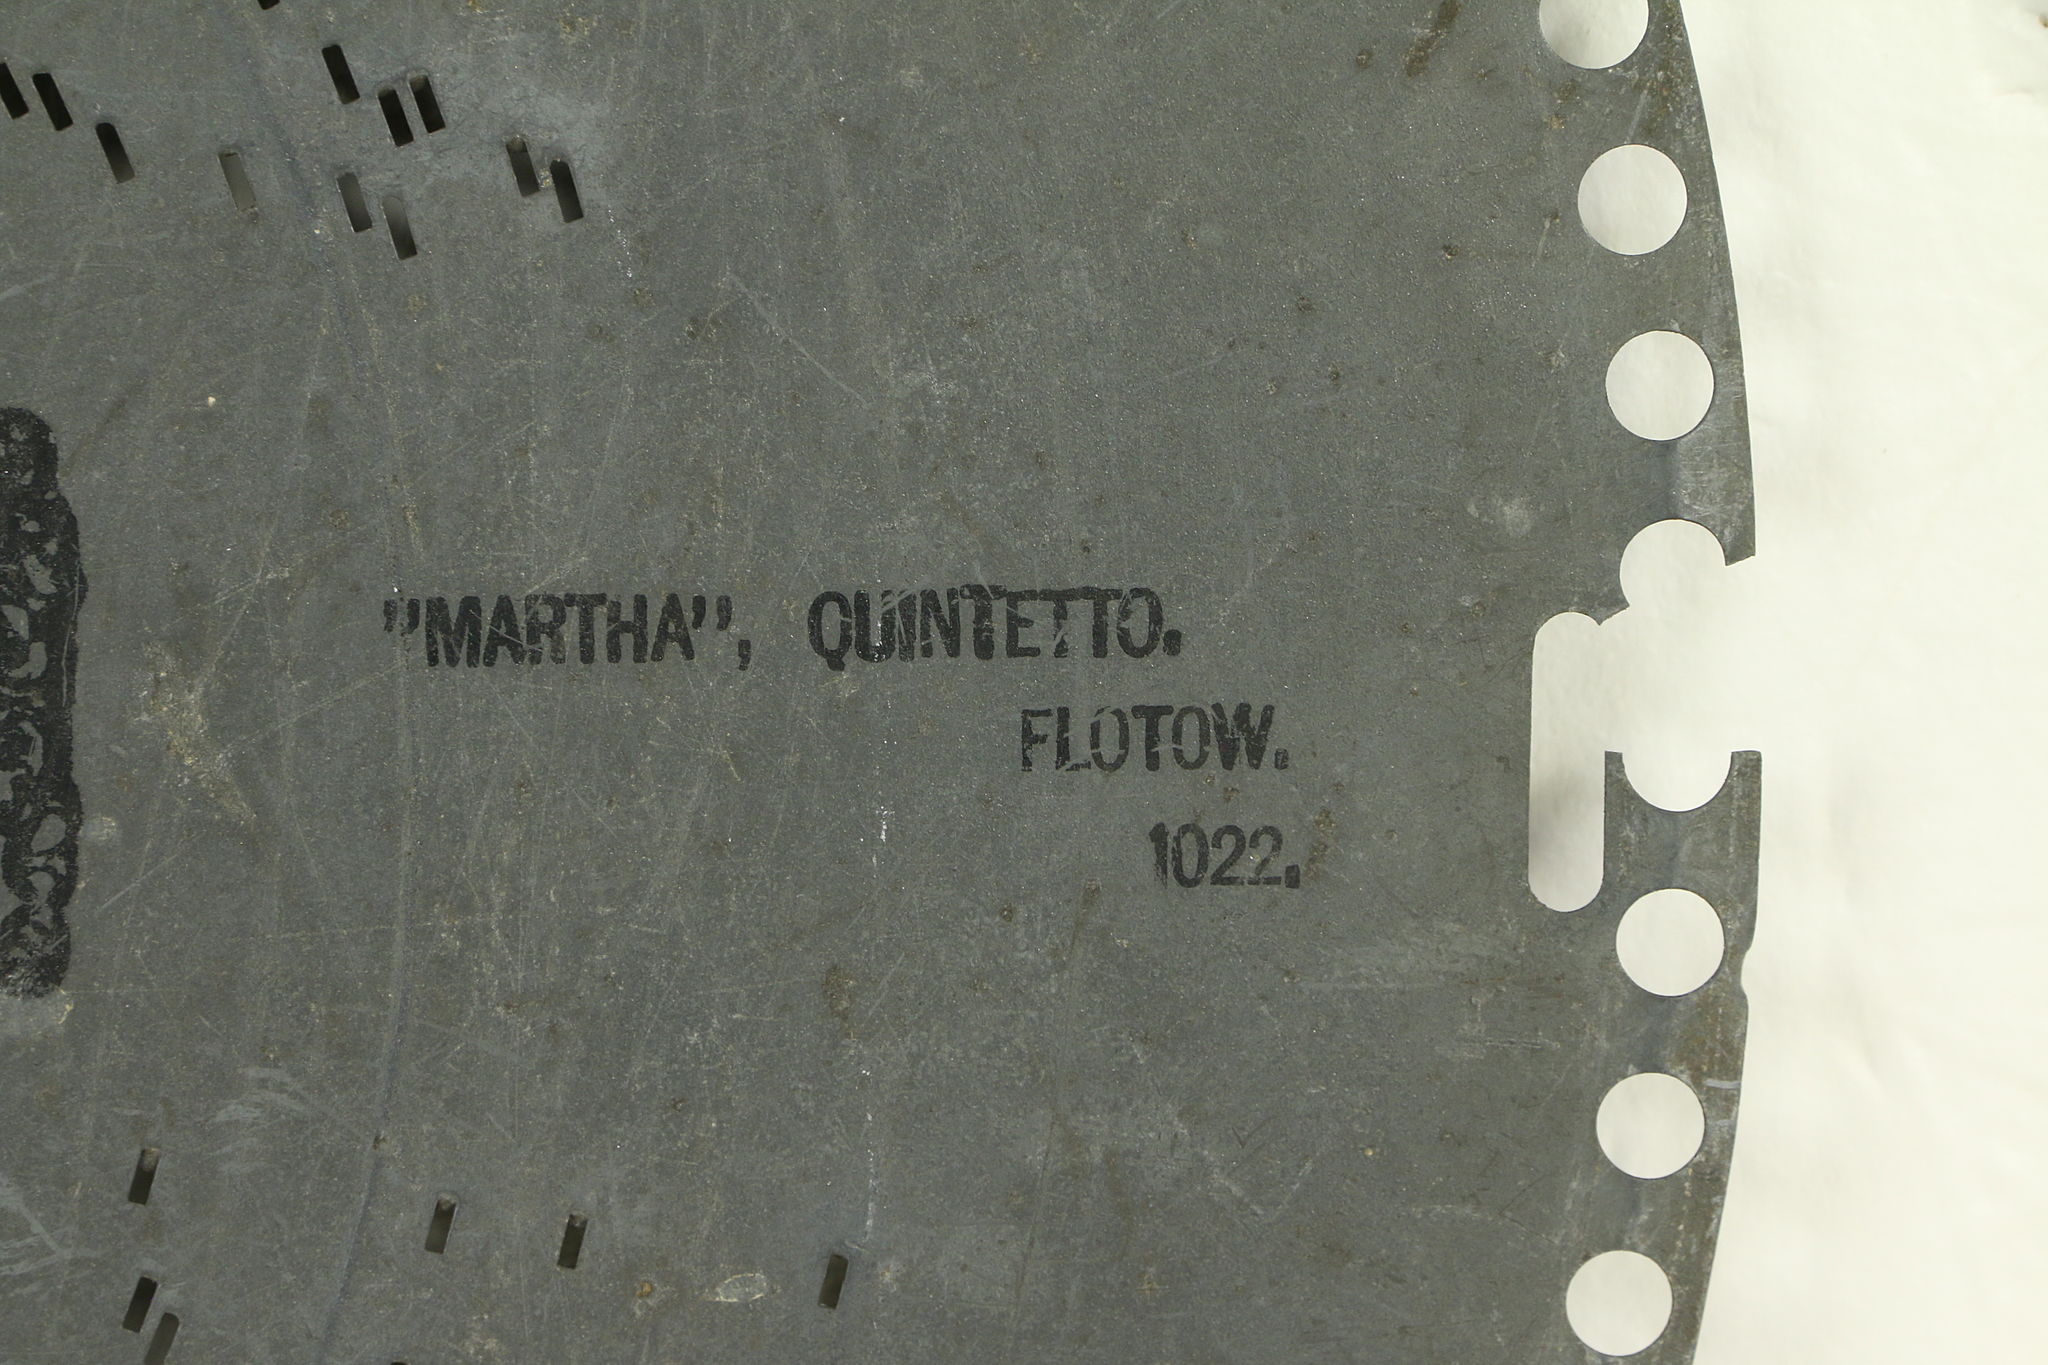 "MARTHA", QUINTETTO.
FLOTOW.
1022.